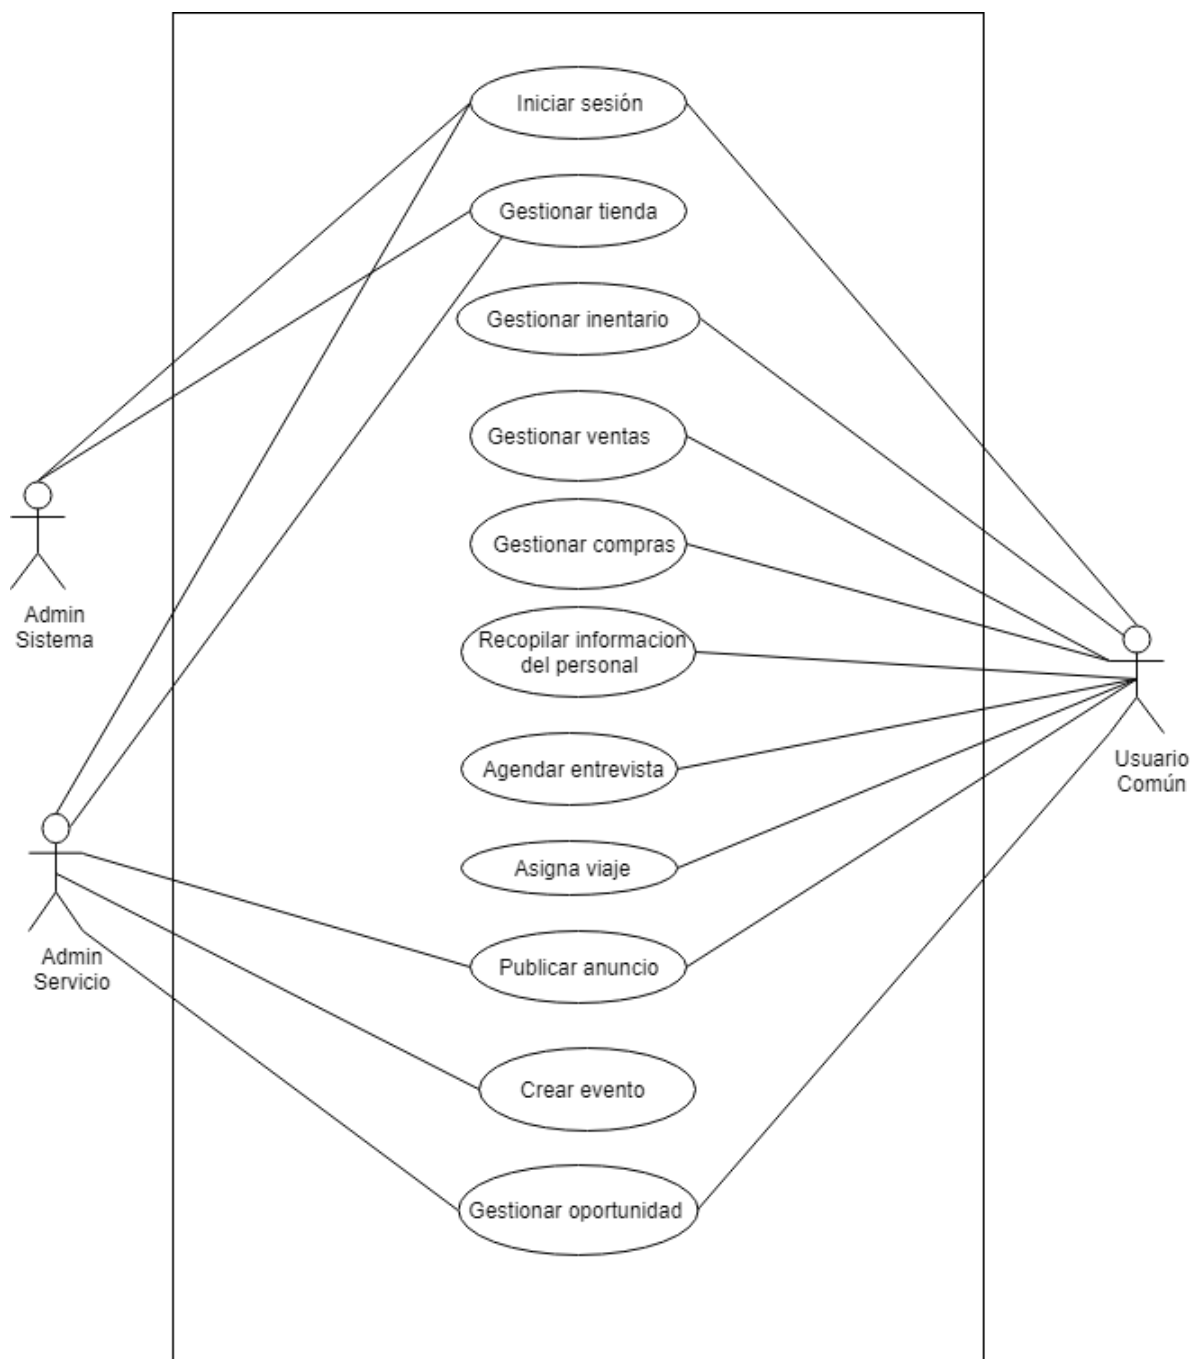 Iniciar sesión
Gestionar tienda
Gestionar inentario
Gestionar ventas
Gestionar compras
Admin
Sistema
Recopilar informacion
del personal
Usuario
Común
Agendar entrevista
Asigna viaje
Admin
Servicio
Publicar anuncio
Crear evento
Gestionar oportunidad